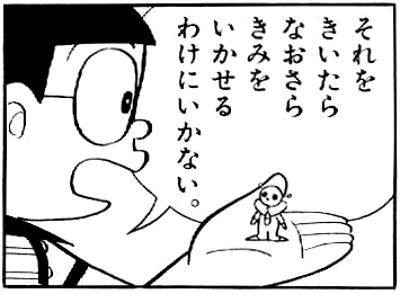 それを
きいたら
なおさら
きみを
いかせる
わけにいかない。